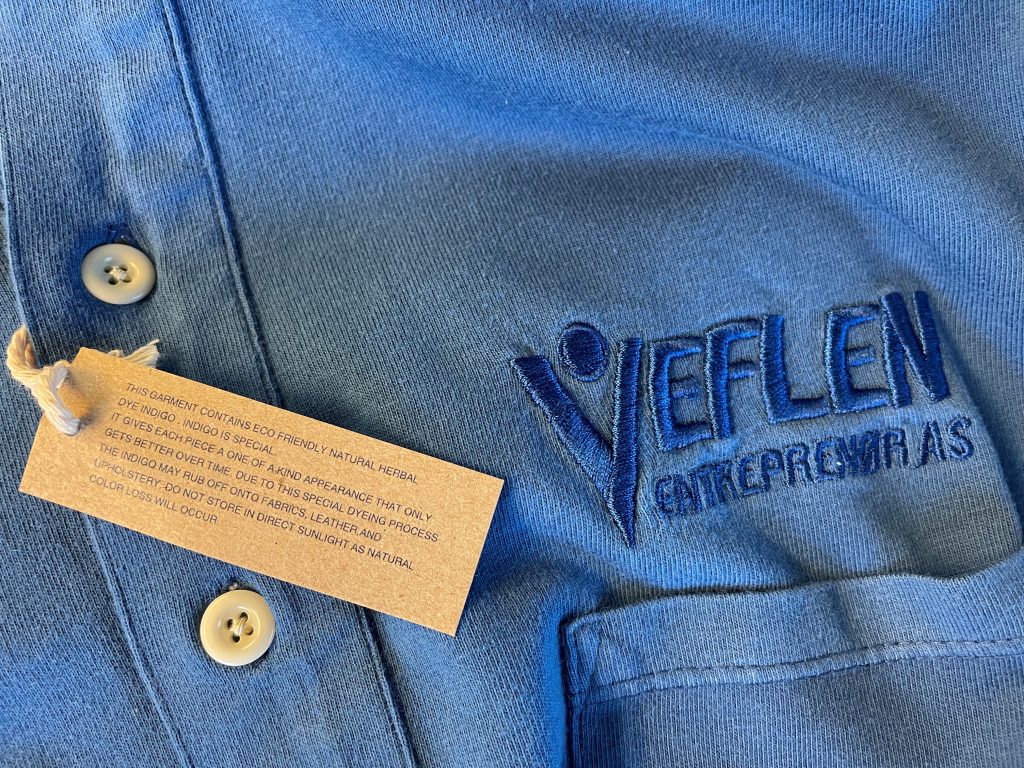 THIS GARMENT CONTAINS ECO FRIENDLY NATURAL HERBAL
DYE INDIGO . INDIGO IS SPECIAL.
IT GIVES EACH PIECE A ONE OF A KIND APPEARANCE THAT ONLY
GETS BETTER OVER TIME. DUE TO THIS SPECIAL DYEING PROCESS
THE INDIGO MAY RUB OFF ONTO FABRICS, LEATHER AND
UPHOLSTERY. DO NOT STORE IN DIRECT SUNLIGHT AS NATURAL
COLOR LOSS WILL OCCUR
VEFLEN
ENTREPRENØR AS